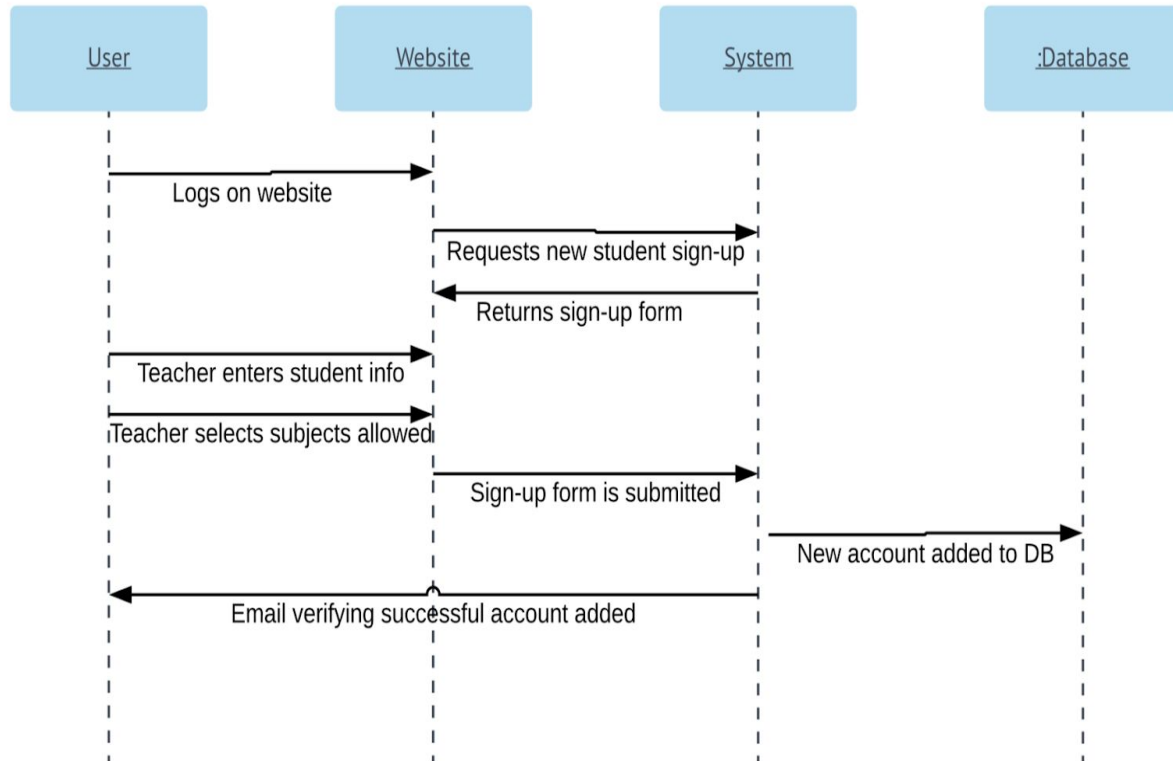 User
Website
System
:Database
Logs on website
Requests new student sign-up
Returns sign-up form
Teacher enters student info
Teacher selects subjects allowed
Sign-up form is submitted
New account added to DB
Email verifying successful account added